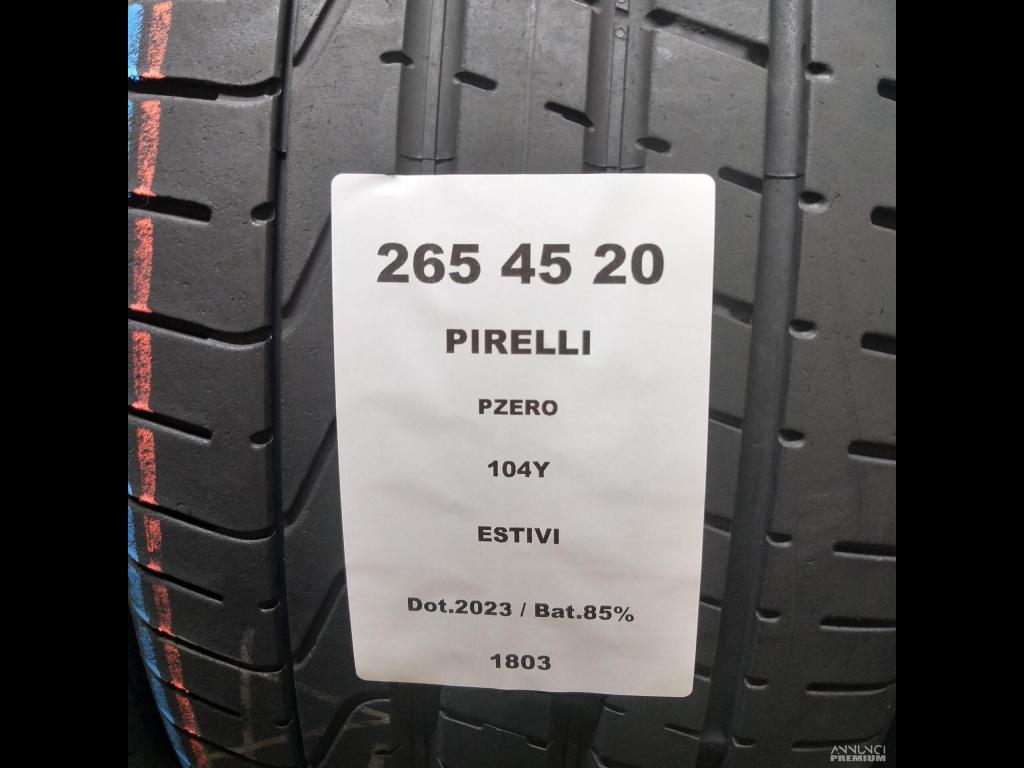 265 45 20
PIRELLI
PZERO
104Y
ESTIVI
Dot.2023 / Bat.85%
1803
ANNUNCI
PREMIUM